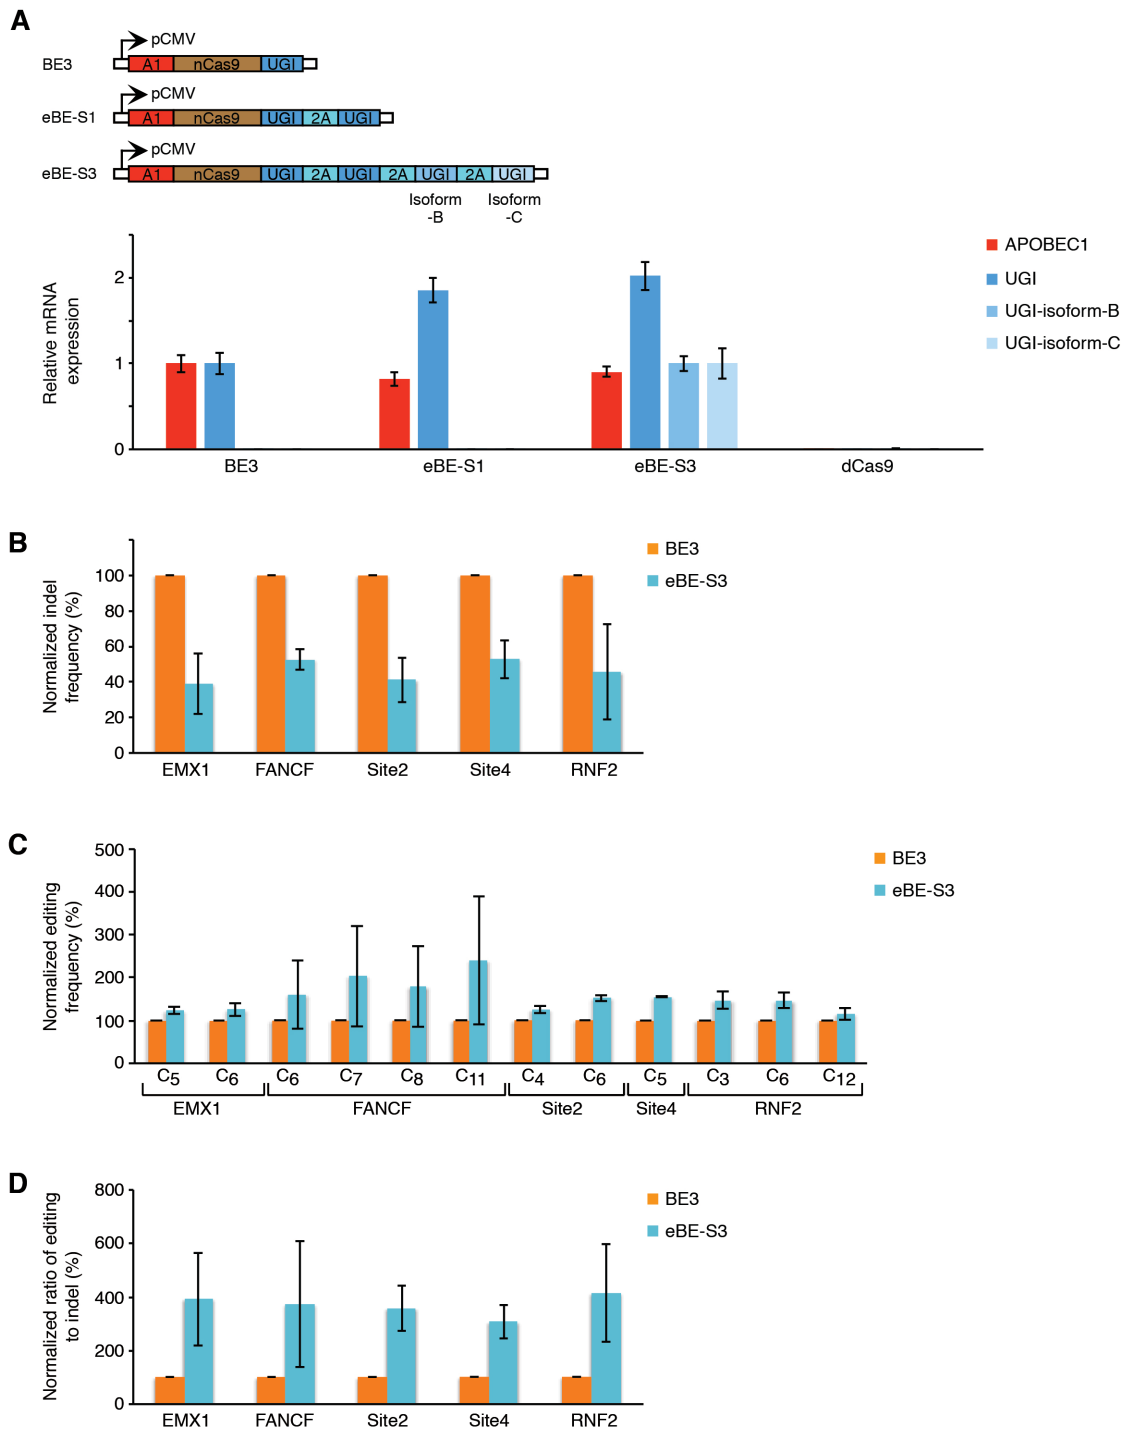 A
pCMV
BE3
A1 nCas9 UGI
pCMV
eBE-S1
A1 nCas9 UGI 2A UGI
pCMV
eBE-S3
A1 nCas9 UGI 2A UGI 2A UGI 2A UGI
Isoform
-B
Isoform
-C
Relative mRNA
expression
2
1
0
BE3 eBE-S1 eBE-S3 dCas9
APOBEC1
UGI
UGI-isoform-B
UGI-isoform-C
B
Normalized indel
frequency (%)
100
80
60
40
20
0
EMX1 FANCF Site2 Site4 RNF2
BE3
eBE-S3
C
Normalized editing
frequency (%)
500
400
300
200
100
0
C5 C6 C6 C7 C8 C11 C4 C6 C5 C3 C6 C12
EMX1 FANCF Site2 Site4 RNF2
BE3
eBE-S3
D
Normalized ratio of editing
to indel (%)
800
600
400
200
0
EMX1 FANCF Site2 Site4 RNF2
BE3
eBE-S3